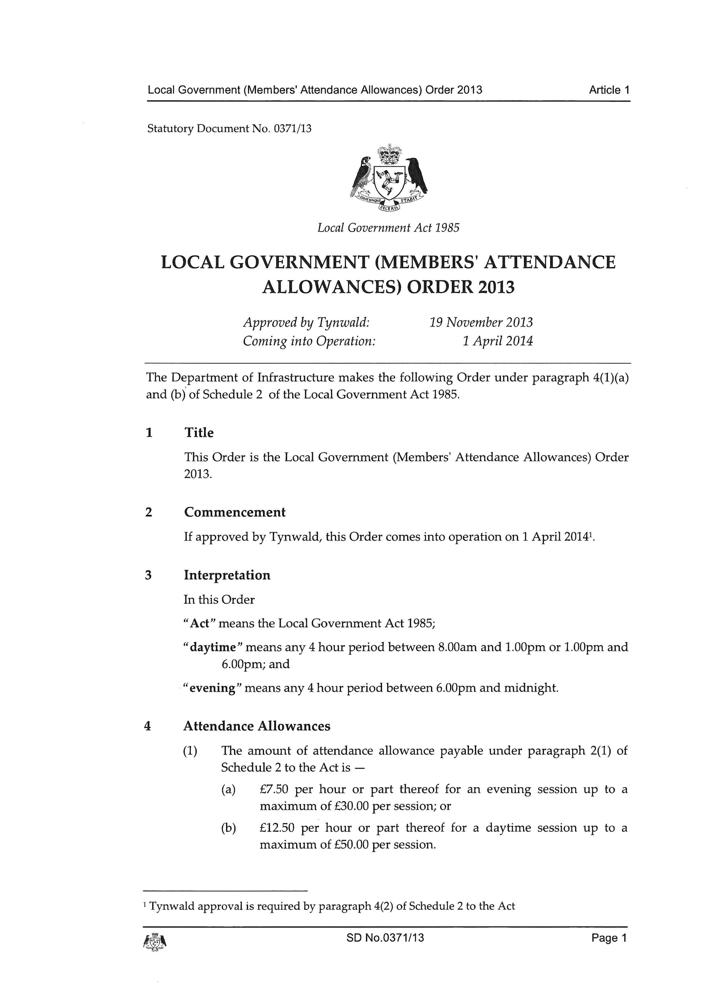 Local Government (Members' Attendance Allowances) Order 2013 Article 1
Statutory Document No. 0371/13
QUOCUNQUE JECERIS STABIT
Local Government Act 1985
LOCAL GOVERNMENT (MEMBERS' ATTENDANCE
ALLOWANCES) ORDER 2013
Approved by Tynwald: 19 November 2013
Coming into Operation: 1 April 2014
The Department of Infrastructure makes the following Order under paragraph 4(1)(a)
and (b) of Schedule 2 of the Local Government Act 1985.
1 Title
This Order is the Local Government (Members' Attendance Allowances) Order
2013.
2 Commencement
If approved by Tynwald, this Order comes into operation on 1 April 2014¹.
3 Interpretation
In this Order
"Act" means the Local Government Act 1985;
"daytime" means any 4 hour period between 8.00am and 1.00pm or 1.00pm and
6.00pm; and
"evening" means any 4 hour period between 6.00pm and midnight.
4 Attendance Allowances
(1) The amount of attendance allowance payable under paragraph 2(1) of
Schedule 2 to the Act is —
(a) £7.50 per hour or part thereof for an evening session up to a
maximum of £30.00 per session; or
(b) £12.50 per hour or part thereof for a daytime session up to a
maximum of £50.00 per session.
¹ Tynwald approval is required by paragraph 4(2) of Schedule 2 to the Act
SD No.0371/13 Page 1